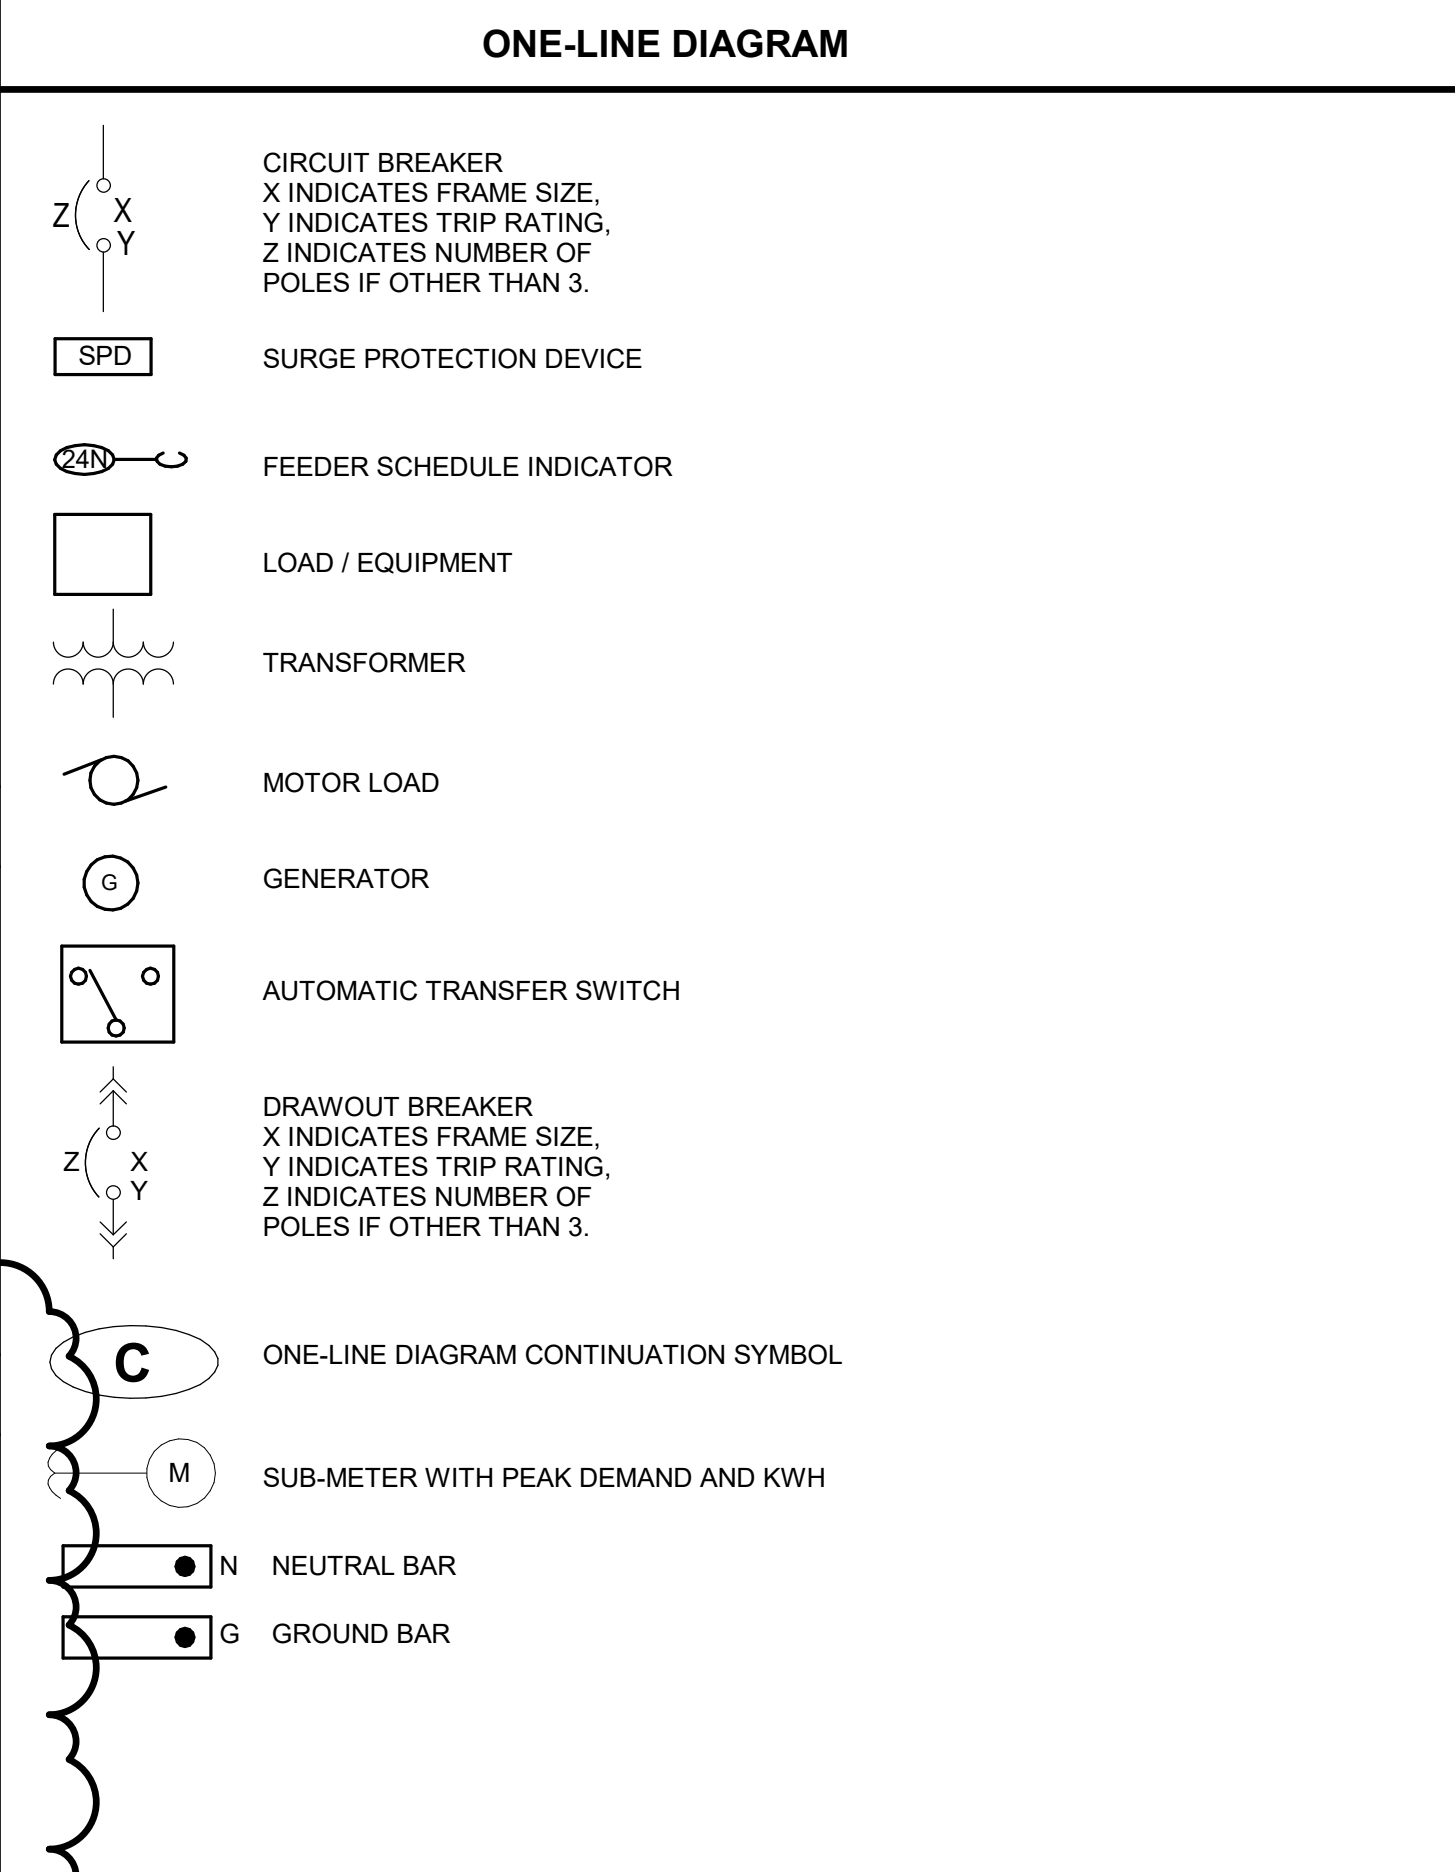 ONE-LINE DIAGRAM
CIRCUIT BREAKER
Z X X INDICATES FRAME SIZE,
Y Y INDICATES TRIP RATING,
Z INDICATES NUMBER OF
POLES IF OTHER THAN 3.
SPD SURGE PROTECTION DEVICE
24N FEEDER SCHEDULE INDICATOR
LOAD / EQUIPMENT
TRANSFORMER
MOTOR LOAD
G GENERATOR
AUTOMATIC TRANSFER SWITCH
DRAWOUT BREAKER
X INDICATES FRAME SIZE,
Z X Y INDICATES TRIP RATING,
Y Z INDICATES NUMBER OF
POLES IF OTHER THAN 3.
C ONE-LINE DIAGRAM CONTINUATION SYMBOL
M SUB-METER WITH PEAK DEMAND AND KWH
N NEUTRAL BAR
G GROUND BAR